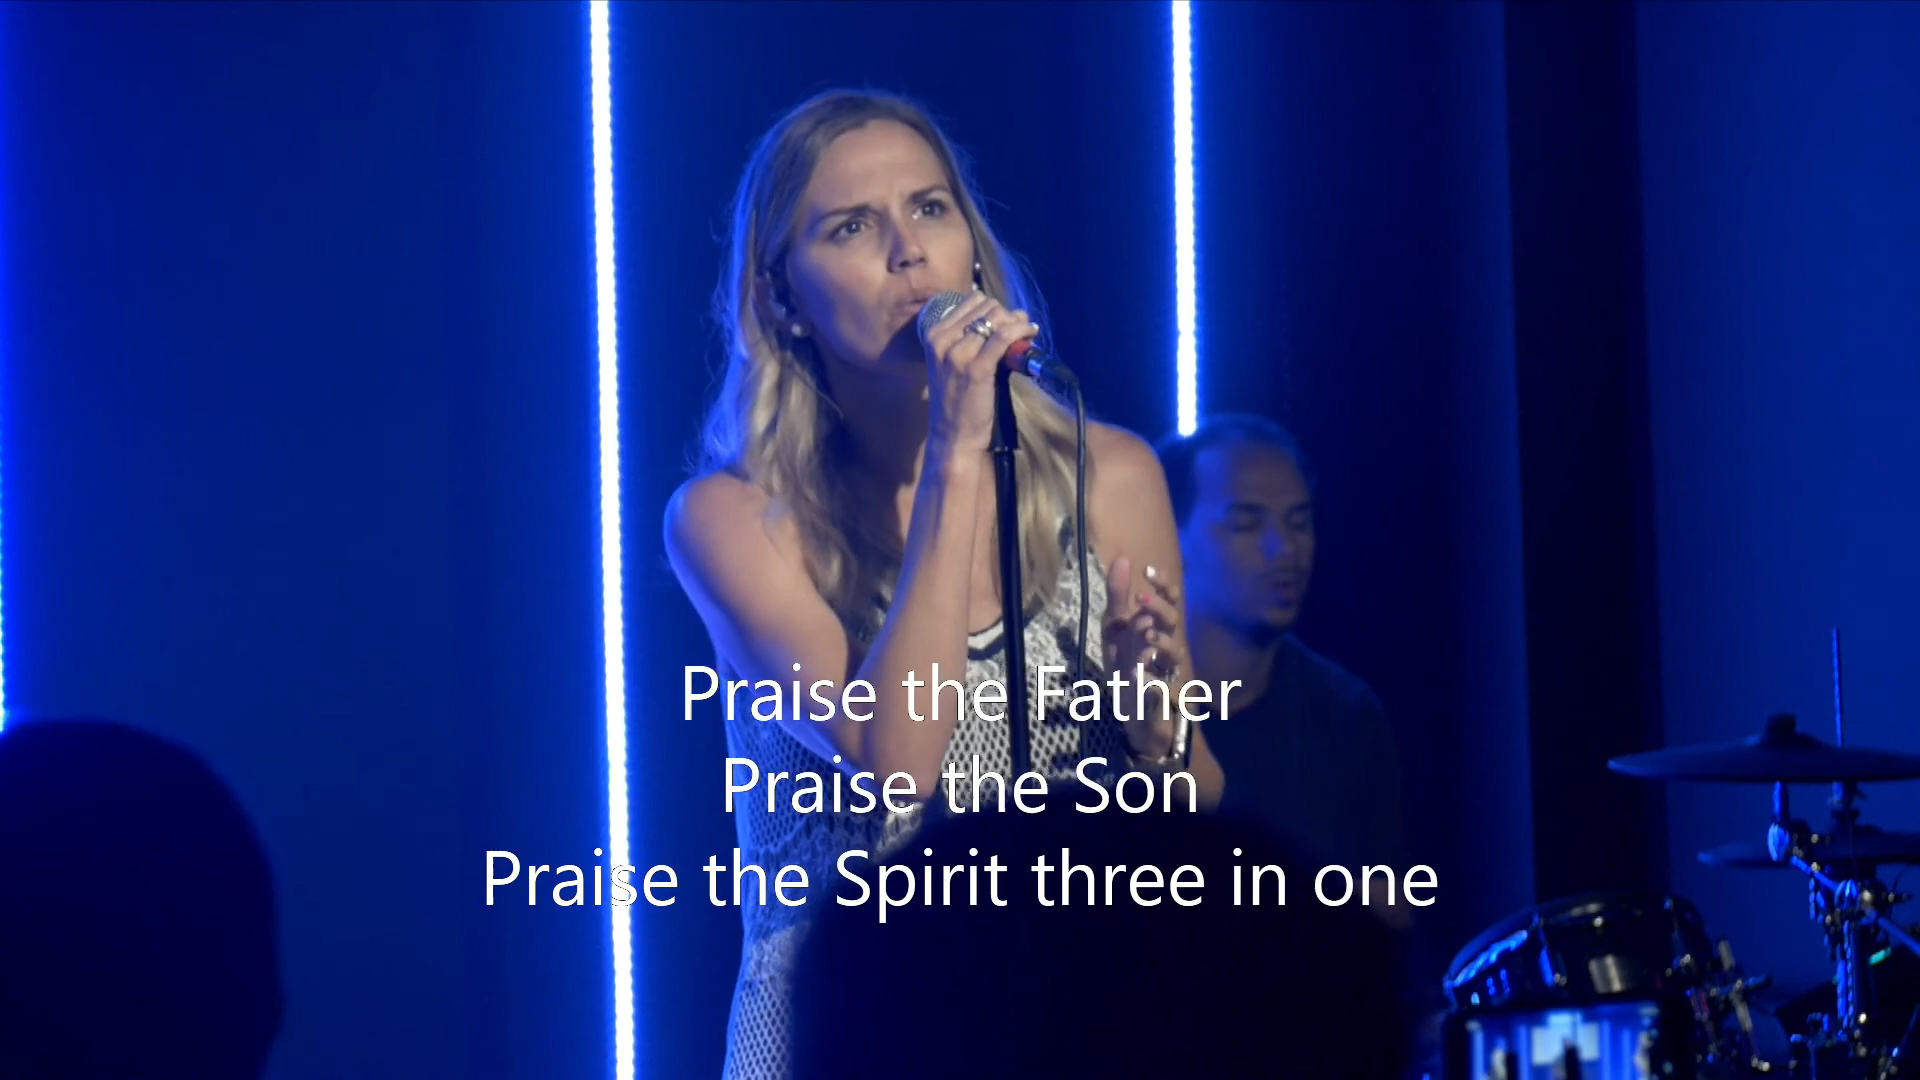 Praise the Father
Praise the Son
Praise the Spirit three in one